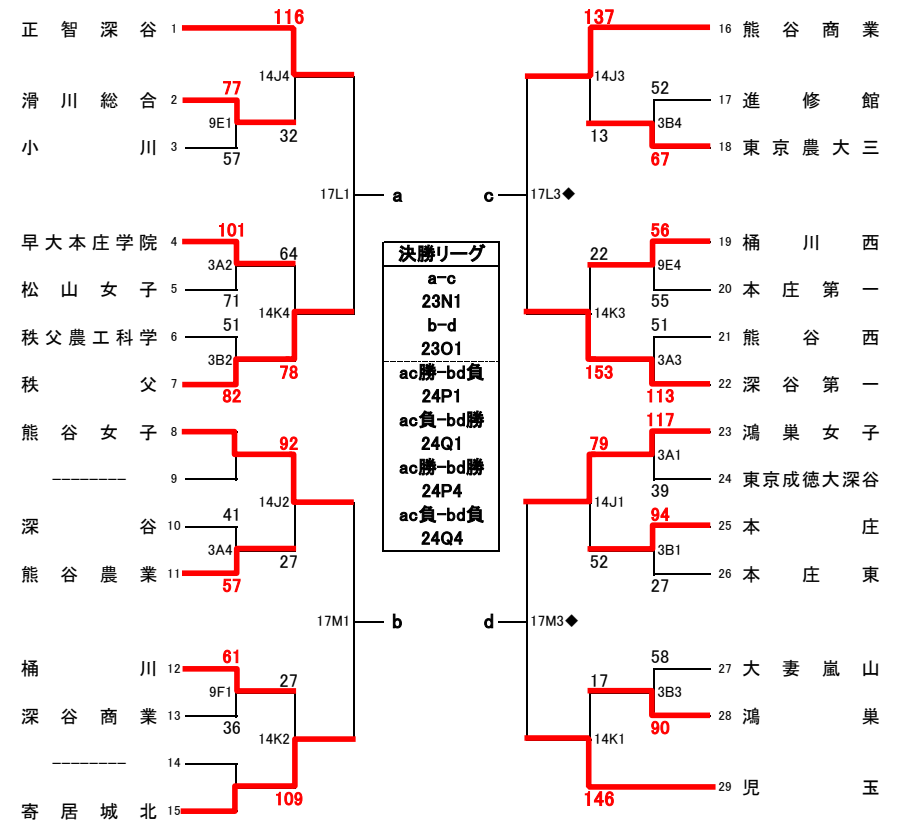 116
137
正智深谷 1
16 熊谷商業
14J4
14J3
77
52
滑川総合 2
17 進修館
9E1
3B4
32
13
小川 3
57
67
18 東京農大三
17L1
a
c
17L3◆
101
56
早大本庄学院 4
19 桶川西
64
22
3A2
9E4
松山女子 5
20 本庄第一
71
55
14K4
14K3
51
51
秩父農工科学 6
21 熊谷西
3B2
3A3
78
153
秩父 7
22 深谷第一
82
113
決勝リーグ
a-c
23N1
b-d
23O1
ac勝-bd負
24P1
ac負-bd勝
24Q1
ac勝-bd勝
24P4
ac負-bd負
24Q4
117
熊谷女子 8
23 鴻巣女子
92
79
3A1
-------- 9
24 東京成徳大深谷
39
14J2
14J1
41
94
深谷 10
25 本庄
3A4
3B1
27
52
熊谷農業 11
26 本庄東
57
27
17M1
b
d
17M3◆
61
58
桶川 12
27 大妻嵐山
27
17
9F1
3B3
深谷商業 13
28 鴻巣
36
90
14K2
14K1
-------- 14
29 児玉
109
146
寄居城北 15